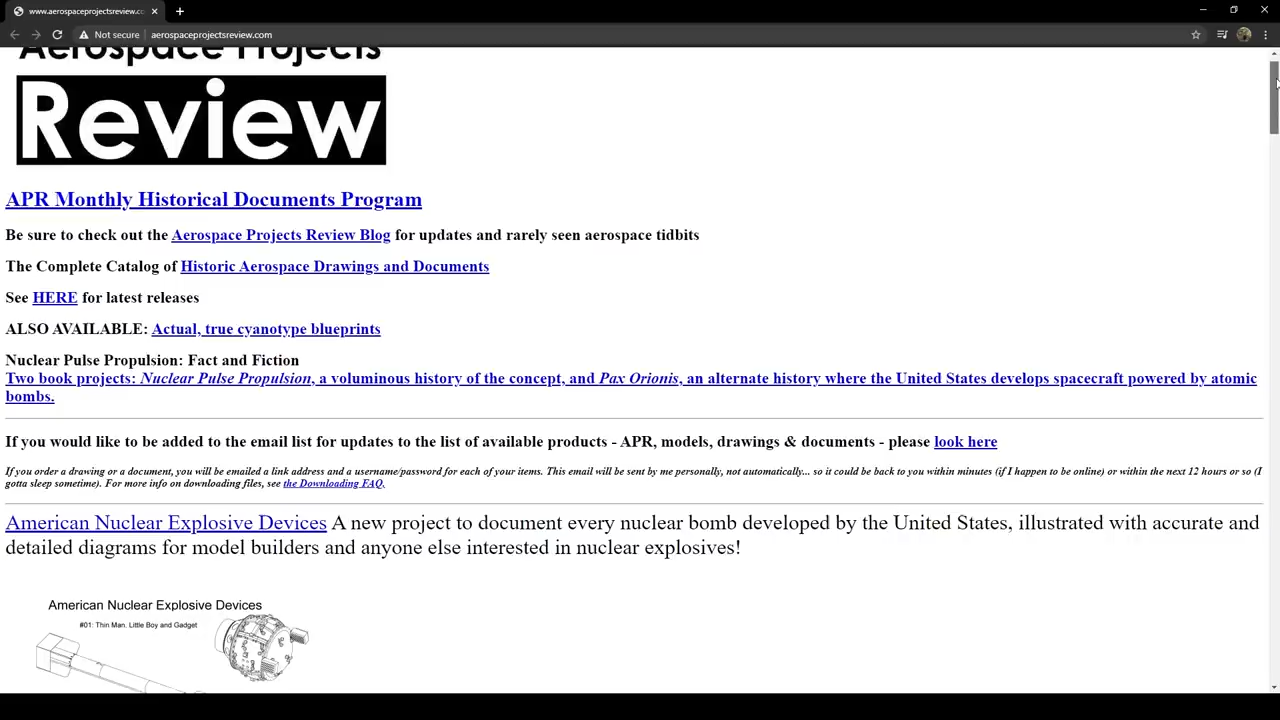 www.aerospaceprojectsreview.c
Not secure | aerospaceprojectsreview.com
Aerospace Projects
Review
APR Monthly Historical Documents Program
Be sure to check out the Aerospace Projects Review Blog for updates and rarely seen aerospace tidbits
The Complete Catalog of Historic Aerospace Drawings and Documents
See HERE for latest releases
ALSO AVAILABLE: Actual, true cyanotype blueprints
Nuclear Pulse Propulsion: Fact and Fiction
Two book projects: Nuclear Pulse Propulsion, a voluminous history of the concept, and Pax Orionis, an alternate history where the United States develops spacecraft powered by atomic
bombs.
If you would like to be added to the email list for updates to the list of available products - APR, models, drawings & documents - please look here
If you order a drawing or a document, you will be emailed a link address and a username/password for each of your items. This email will be sent by me personally, not automatically... so it could be back to you within minutes (if I happen to be online) or within the next 12 hours or so (I
gotta sleep sometime). For more info on downloading files, see the Downloading FAQ.
American Nuclear Explosive Devices A new project to document every nuclear bomb developed by the United States, illustrated with accurate and
detailed diagrams for model builders and anyone else interested in nuclear explosives!
American Nuclear Explosive Devices
#01: Thin Man, Little Boy and Gadget